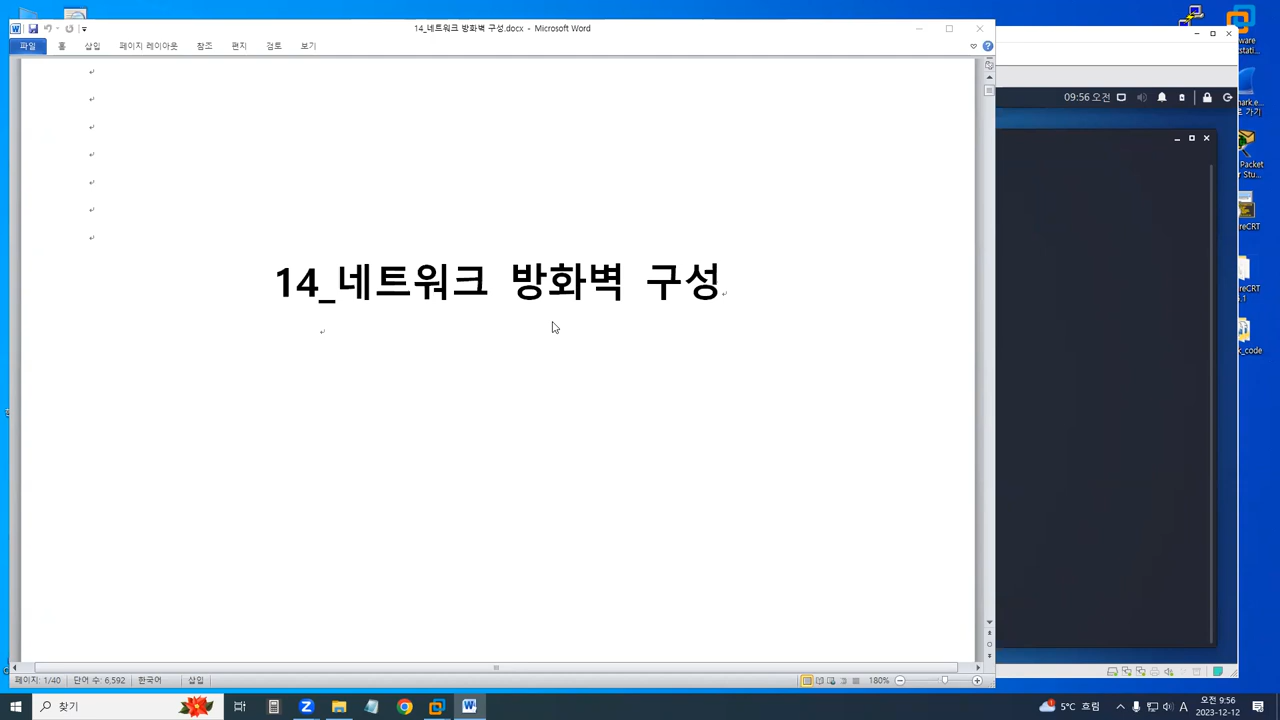 14_네트워크 방화벽 구성.docx - Microsoft Word
파일 홈 삽입 페이지 레이아웃 참조 편지 검토 보기
ware
station
09:56 오전
Packet
14_네트워크 방화벽 구성
페이지: 1/40 단어 수: 6,592 한국어 삽입 180%
찾기
5°C 흐림
A
오전 9:56
2023-12-12